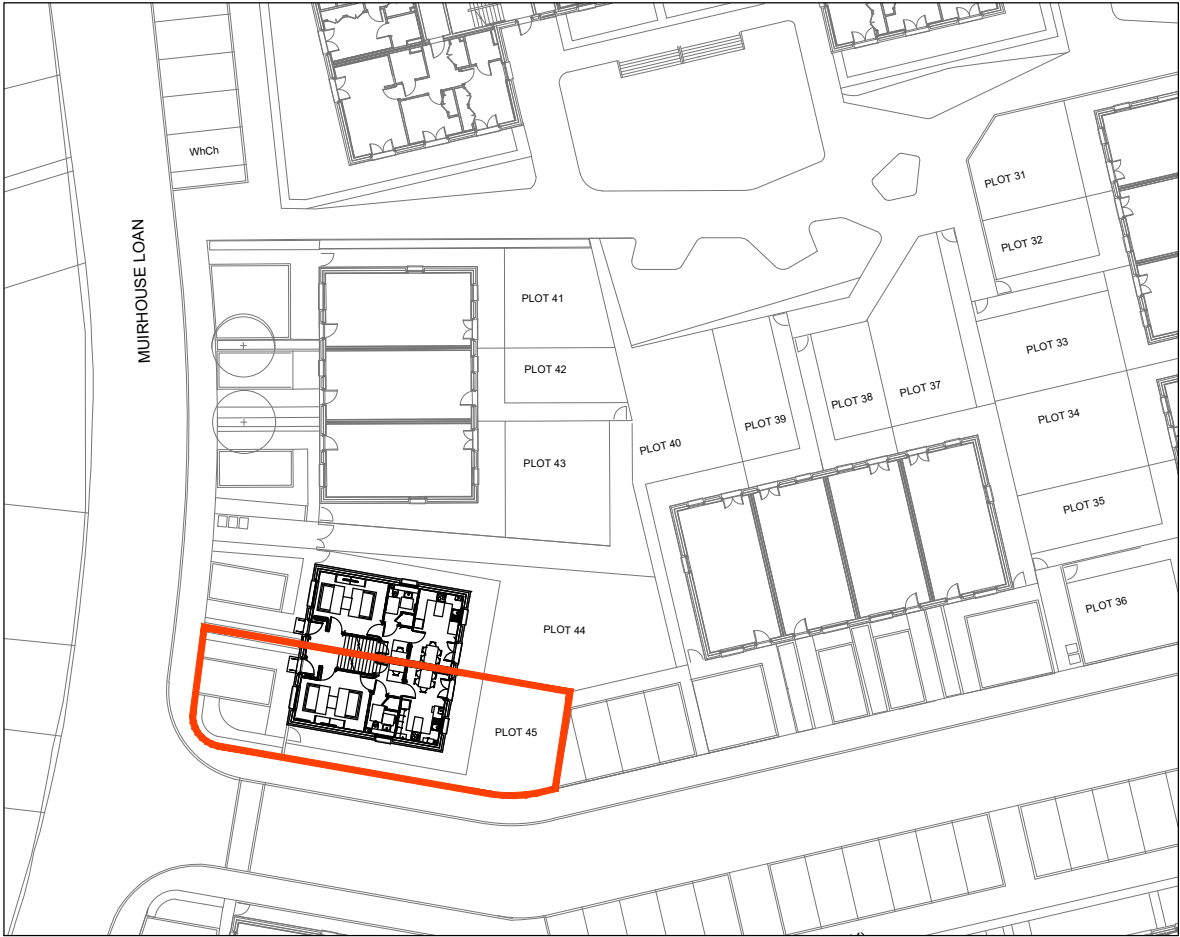 WhCh
MUIRHOUSE LOAN
PLOT 31
PLOT 32
PLOT 41
PLOT 42
PLOT 43
PLOT 33
PLOT 34
PLOT 35
PLOT 36
PLOT 37
PLOT 38
PLOT 39
PLOT 40
PLOT 44
PLOT 45